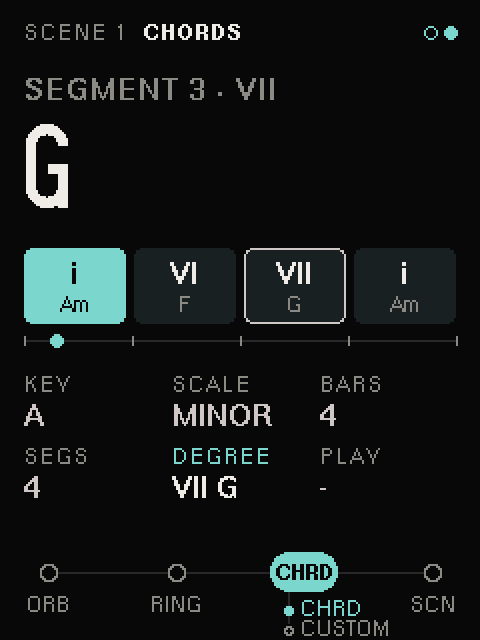 SCENE 1 CHORDS
SEGMENT 3 · VII
G
i VI VII i
Am F G Am
KEY SCALE BARS
A MINOR 4
SEGS DEGREE PLAY
4 VII G -
CHRD
ORB RING SCN
CHRD
CUSTOM